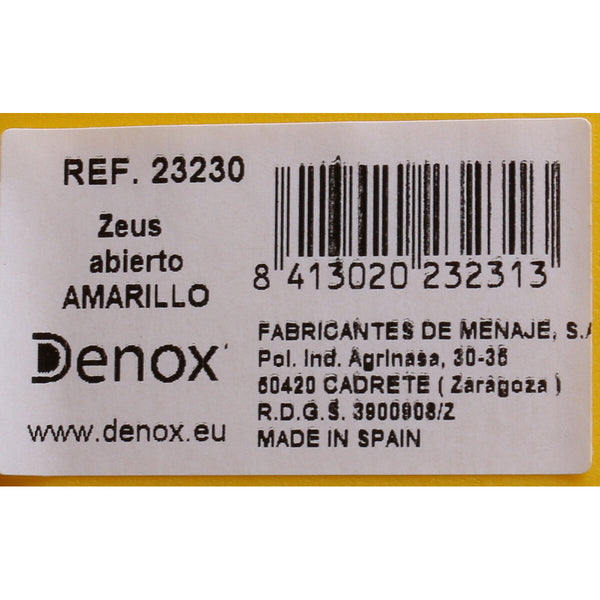 REF. 23230
Zeus
abierto
AMARILLO
Denox
www.denox.eu
8 413020 232313
FABRICANTES DE MENAJE, S.A
Pol. Ind. Agrinasa, 30-35
50420 CADRETE ( Zaragoza )
R.D.G.S. 3900908/Z
MADE IN SPAIN